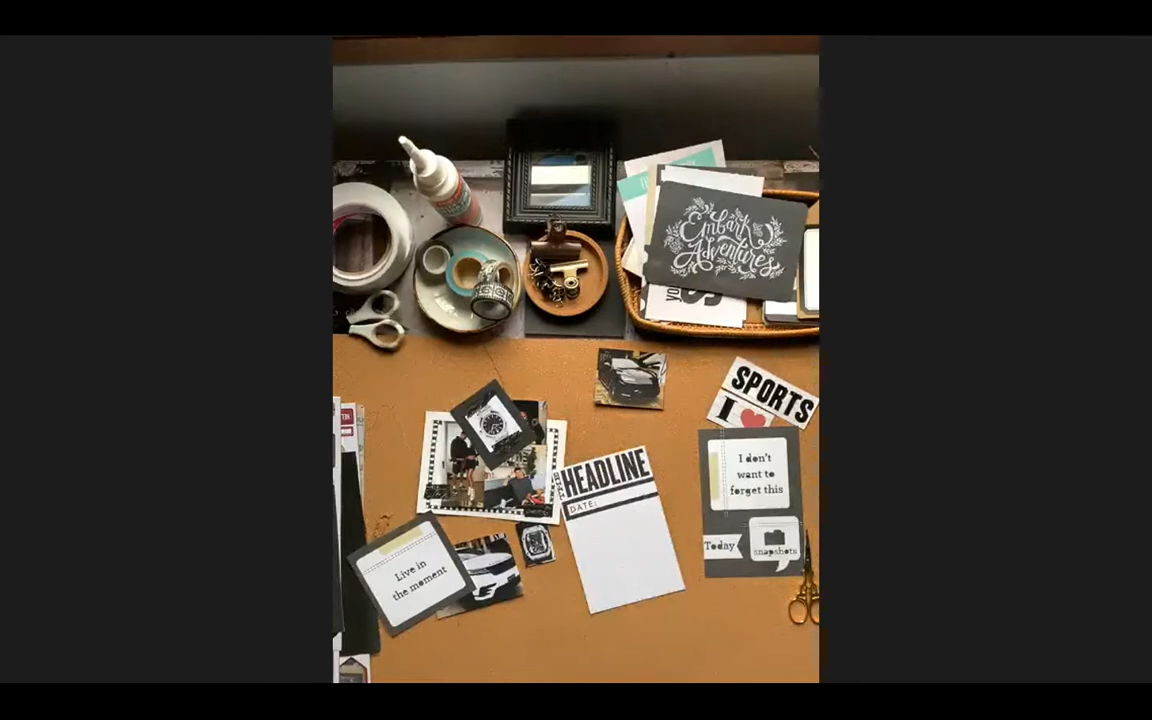 Embark
Adventures
SPORTS
I
HEADLINE
DATE:
I don't
want to
forget this
Today
snapshots
Live in
the moment